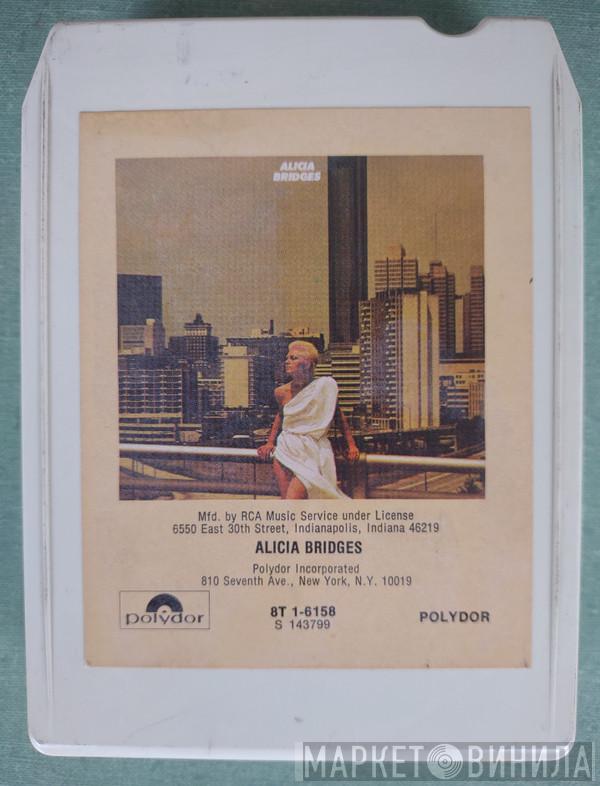 ALICIA
BRIDGES
Mfd. by RCA Music Service under License
6550 East 30th Street, Indianapolis, Indiana 46219
ALICIA BRIDGES
Polydor Incorporated
810 Seventh Ave., New York, N.Y. 10019
polydor
8T 1-6158
S 143799
POLYDOR
МАРКЕТ ВИНИЛА